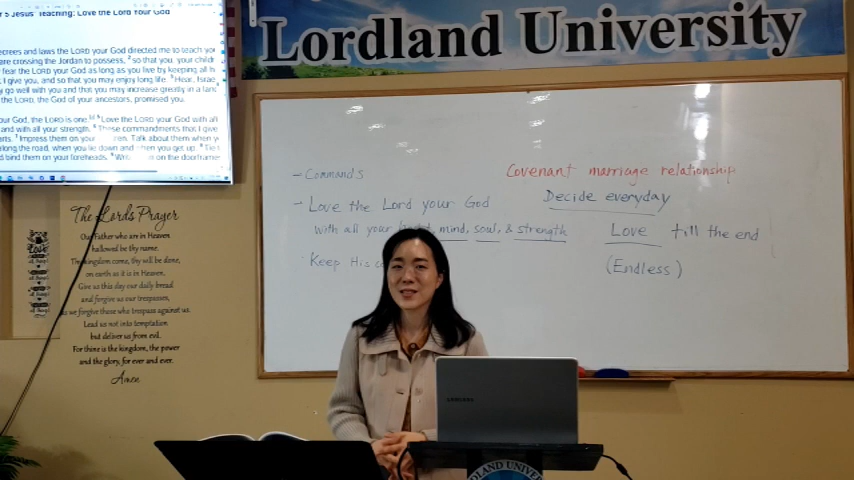 Lordland University
5 Jesus' Teaching: Love the Lord Your God
decrees and laws the LORD your God directed me to teach you
are crossing the Jordan to possess, 2 so that you, your
fear the LORD your God as long as you live by keeping all
I give you, and so that you may enjoy long life. 3 Hear,
go well with you and that you may increase greatly in a land
the LORD, the God of your ancestors, promised you.
our God, the LORD is one. 5 Love the LORD your God with all
and with all your strength. 6 These commandments that I give
7 Impress them on your Talk about them when
along the road, when you lie down and when you get up. 8
bind them on your foreheads. 9 on the
The Lord's Prayer
Our Father who are in Heaven,
hallowed be thy name.
The kingdom come, thy will be done,
on earth as it is in Heaven,
Give us this day our daily bread
and forgive us our trespasses,
As we forgive those who trespass against us.
Lead us not into temptation
but deliver us from evil.
For thine is the kingdom, the power
and the glory, for ever and ever.
Amen
- Commands
- Love the Lord your God
with all your mind, soul, & strength
Keep His
Covenant marriage relationship
Decide everyday
Love till the end
(Endless)
SAMSUNG